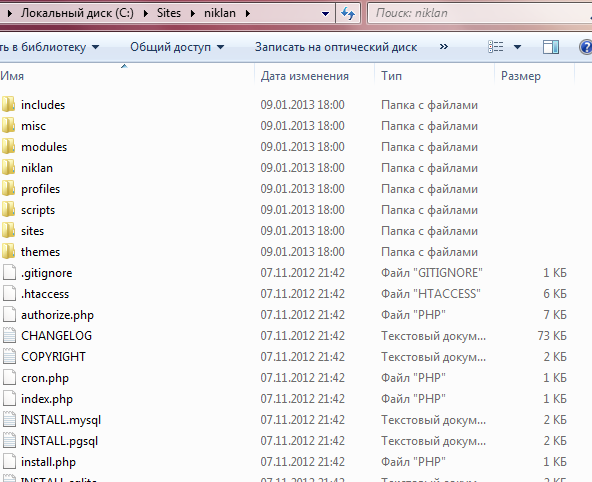 Локальный диск (C:) Sites niklan Поиск: niklan
ть в библиотеку Общий доступ Записать на оптический диск »
Имя Дата изменения Тип Размер
includes 09.01.2013 18:00 Папка с файлами
misc 09.01.2013 18:00 Папка с файлами
modules 09.01.2013 18:00 Папка с файлами
niklan 09.01.2013 18:00 Папка с файлами
profiles 09.01.2013 18:00 Папка с файлами
scripts 09.01.2013 18:00 Папка с файлами
sites 09.01.2013 18:00 Папка с файлами
themes 09.01.2013 18:00 Папка с файлами
.gitignore 07.11.2012 21:42 Файл "GITIGNORE" 1 КБ
.htaccess 07.11.2012 21:42 Файл "HTACCESS" 6 КБ
authorize.php 07.11.2012 21:42 Файл "PHP" 7 КБ
CHANGELOG 07.11.2012 21:42 Текстовый докум... 73 КБ
COPYRIGHT 07.11.2012 21:42 Текстовый докум... 2 КБ
cron.php 07.11.2012 21:42 Файл "PHP" 1 КБ
index.php 07.11.2012 21:42 Файл "PHP" 1 КБ
INSTALL.mysql 07.11.2012 21:42 Текстовый докум... 2 КБ
INSTALL.pgsql 07.11.2012 21:42 Текстовый докум... 2 КБ
install.php 07.11.2012 21:42 Файл "PHP" 1 КБ